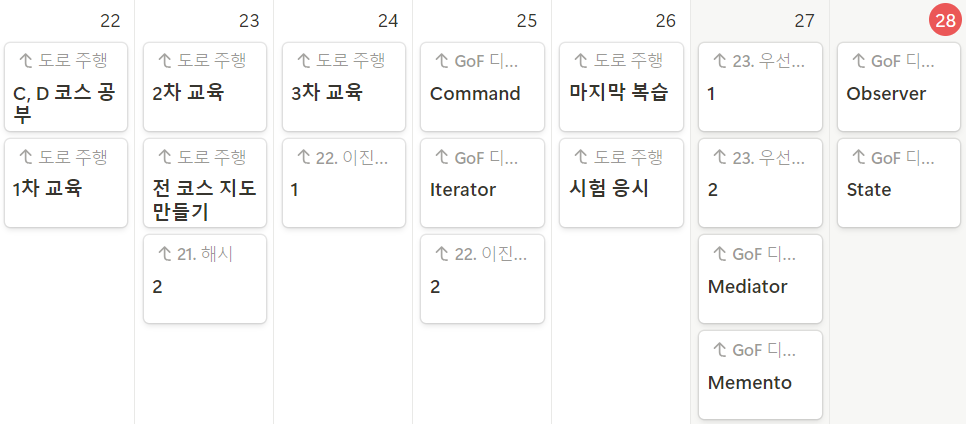 22
23
24
25
26
27
28
도로 주행
C, D 코스 공
부
도로 주행
1차 교육
도로 주행
2차 교육
도로 주행
전 코스 지도
만들기
21. 해시
2
도로 주행
3차 교육
22. 이진...
1
GoF 디...
Command
GoF 디...
Iterator
22. 이진...
2
도로 주행
마지막 복습
도로 주행
시험 응시
23. 우선...
1
23. 우선...
2
GoF 디...
Mediator
GoF 디...
Memento
GoF 디...
Observer
GoF 디...
State